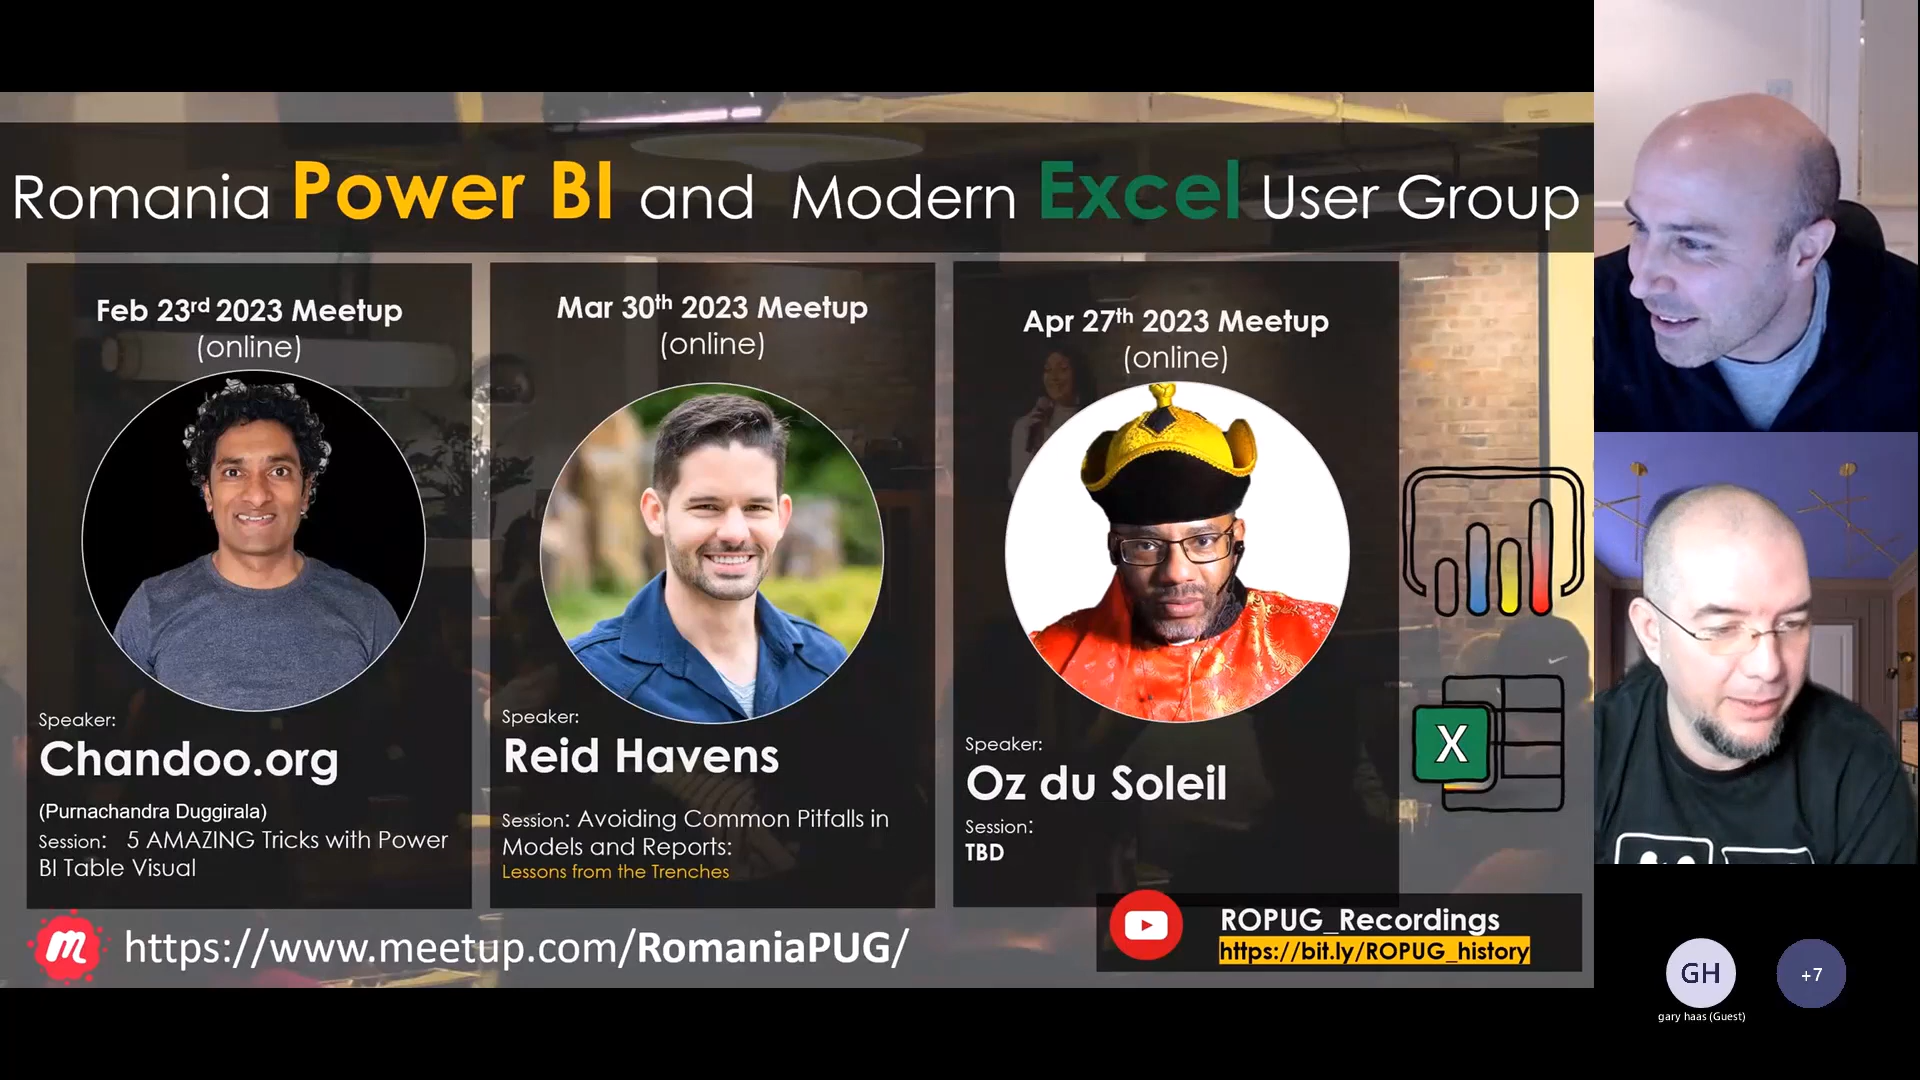 Romania Power BI and Modern Excel User Group
Feb 23rd 2023 Meetup
(online)
Speaker:
Chandoo.org
(Purnachandra Duggirala)
Session: 5 AMAZING Tricks with Power
BI Table Visual
Mar 30th 2023 Meetup
(online)
Speaker:
Reid Havens
Session: Avoiding Common Pitfalls in
Models and Reports:
Lessons from the Trenches
Apr 27th 2023 Meetup
(online)
Speaker:
Oz du Soleil
Session:
TBD
X
m
https://www.meetup.com/RomaniaPUG/
ROPUG_Recordings
https://bit.ly/ROPUG_history
GH
+7
gary haas (Guest)